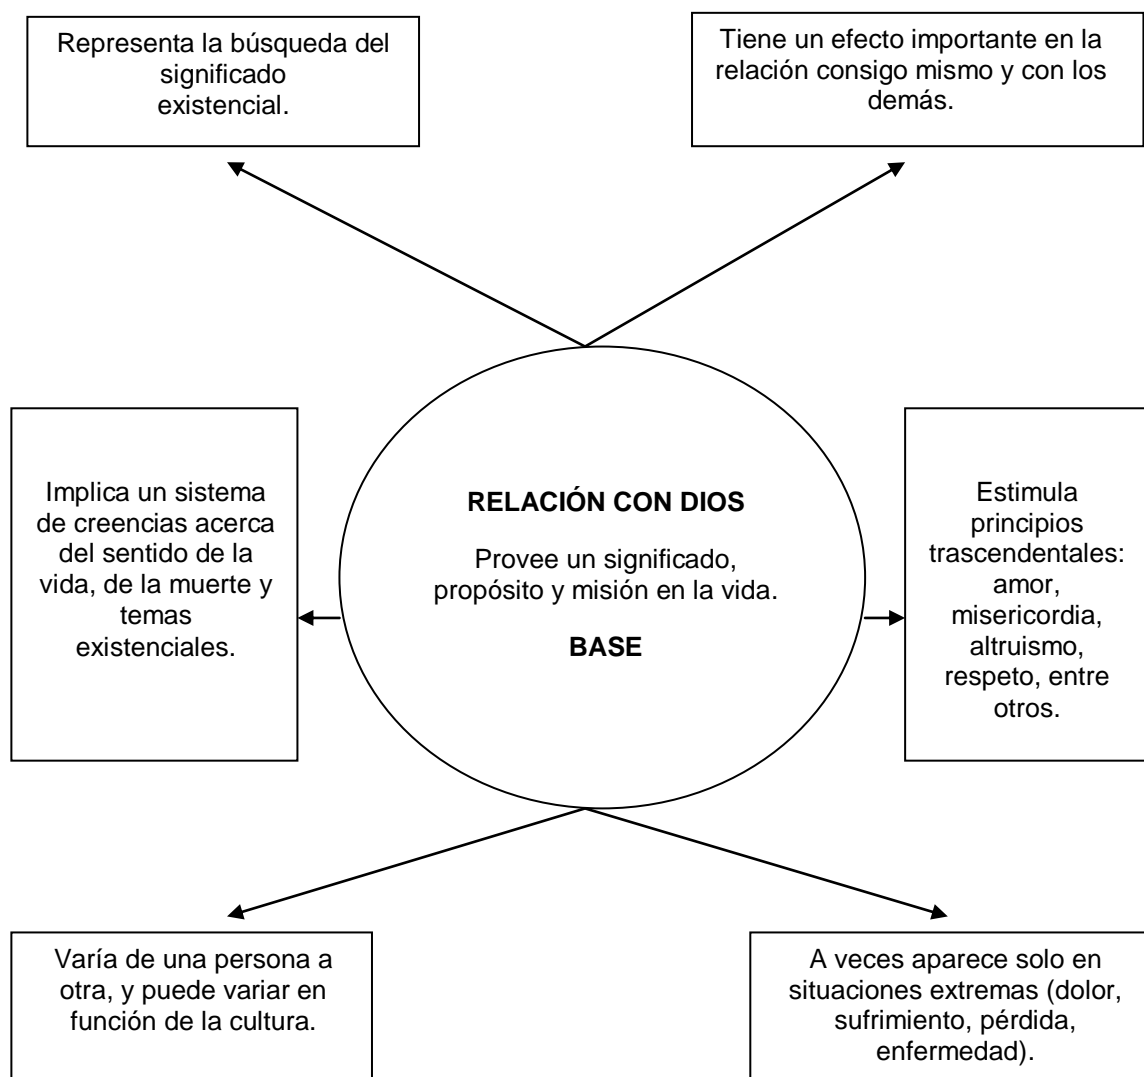 Representa la búsqueda del
significado
existencial.
Tiene un efecto importante en la
relación consigo mismo y con los
demás.
Implica un sistema
de creencias acerca
del sentido de la
vida, de la muerte y
temas
existenciales.
RELACIÓN CON DIOS
Provee un significado,
propósito y misión en la vida.
BASE
Estimula
principios
trascendentales:
amor,
misericordia,
altruismo,
respeto, entre
otros.
Varía de una persona a
otra, y puede variar en
función de la cultura.
A veces aparece solo en
situaciones extremas (dolor,
sufrimiento, pérdida,
enfermedad).